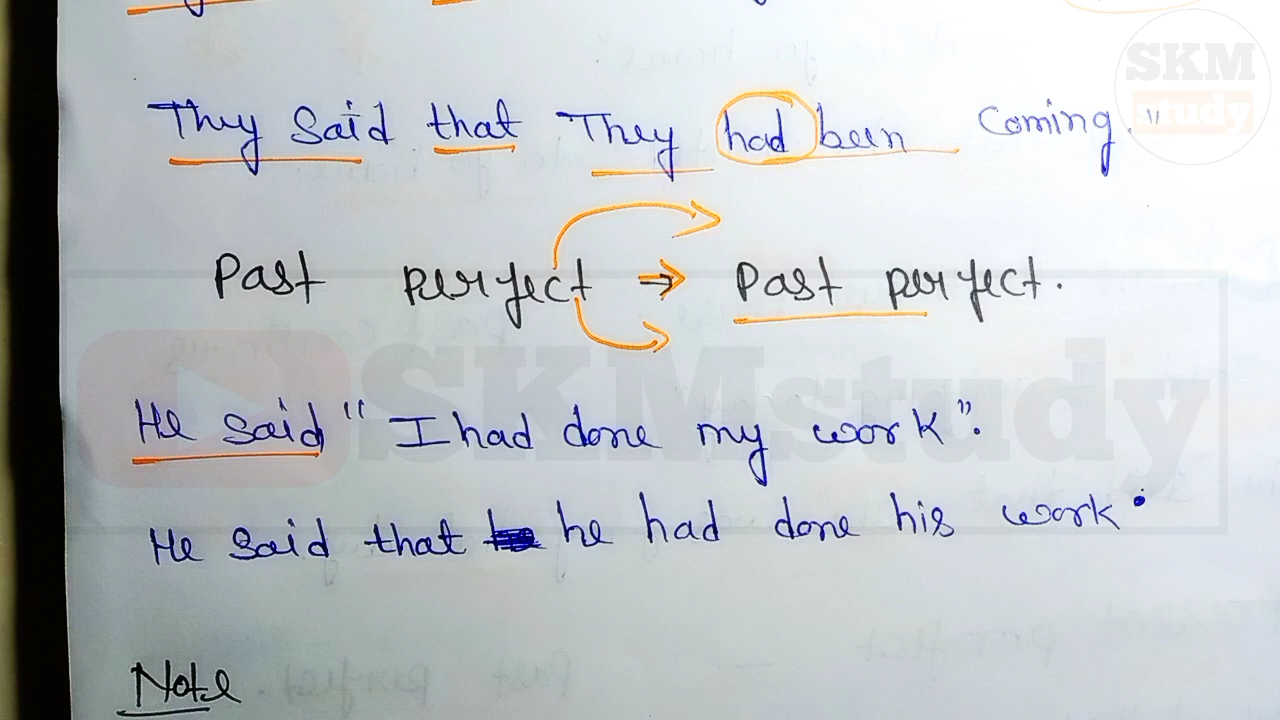 SKM
study
They said that They had been coming."
Past perfect → Past perfect.
SKMstudy
He said "I had done my work".
He said that he had done his work.
Note